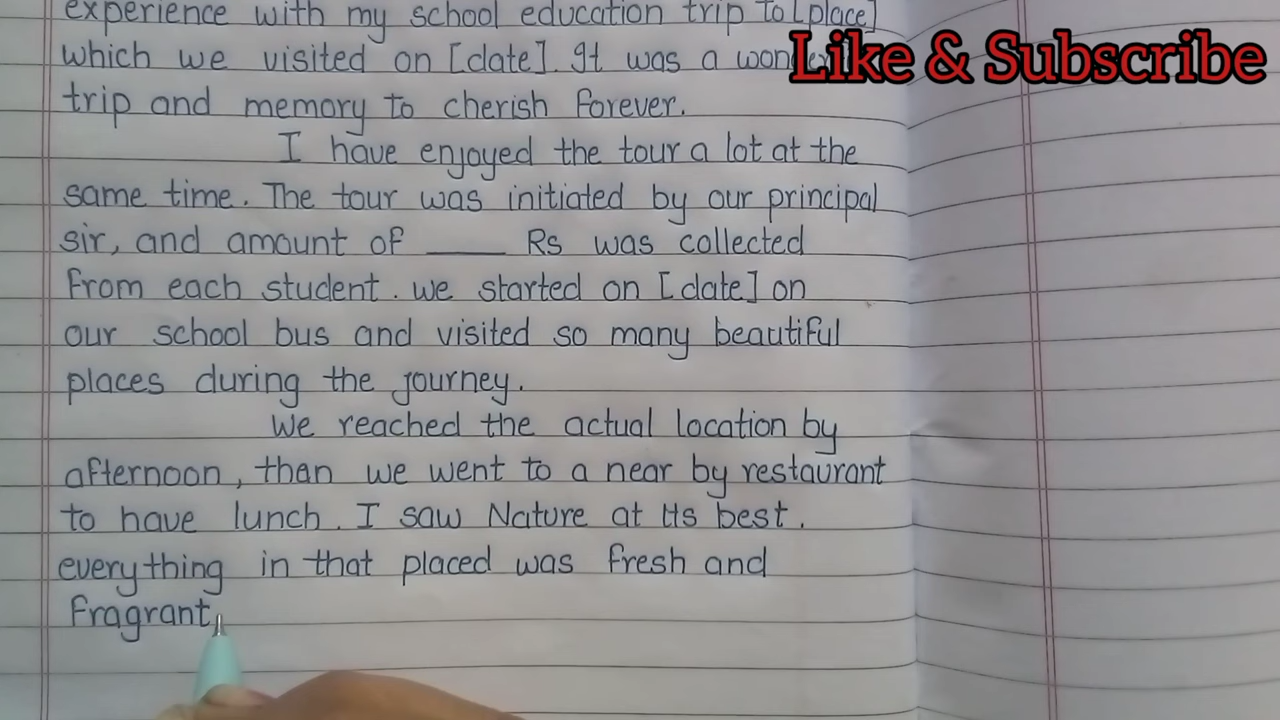 experience with my school education trip to [place]
Like & Subscribe
which we visited on [date]. It was a
trip and memory to cherish forever.
I have enjoyed the tour a lot at the
same time. The tour was initiated by our principal
sir, and amount of ____ Rs was collected
from each student. we started on [date] on
our school bus and visited so many beautiful
places during the journey.
We reached the actual location by
afternoon, than we went to a near by restaurant
to have lunch. I saw Nature at its best.
everything in that placed was fresh and
fragrant,